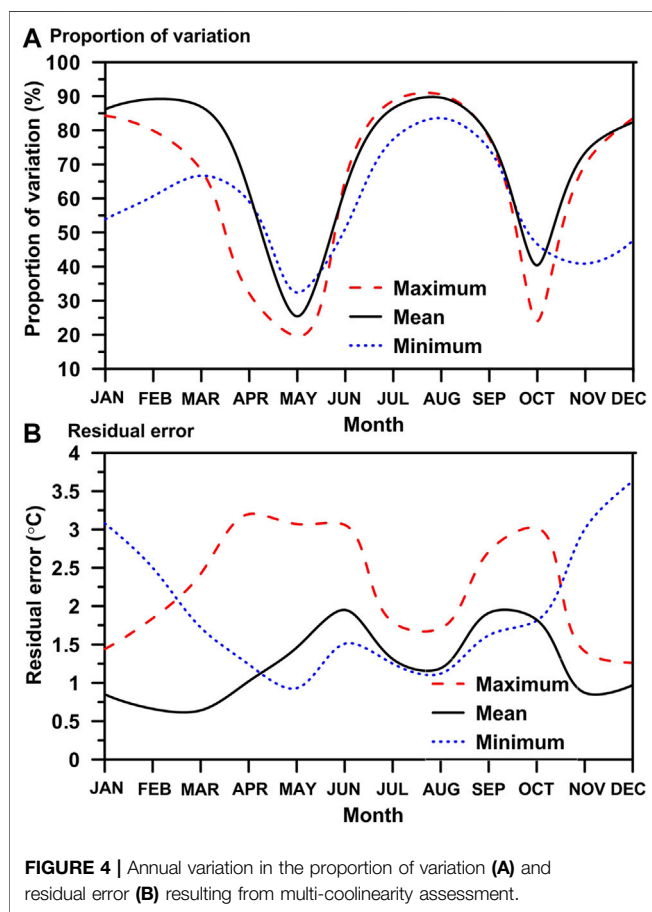 A Proportion of variation
Proportion of variation (%)
100
90
80
70
60
50
40
30
20
10
Maximum
Mean
Minimum
JAN FEB MAR APR MAY JUN JUL AUG SEP OCT NOV DEC
Month
B Residual error
Residual error (°C)
4
3.5
3
2.5
2
1.5
1
0.5
0
Maximum
Mean
Minimum
JAN FEB MAR APR MAY JUN JUL AUG SEP OCT NOV DEC
Month
FIGURE 4 | Annual variation in the proportion of variation (A) and
residual error (B) resulting from multi-coolinearity assessment.